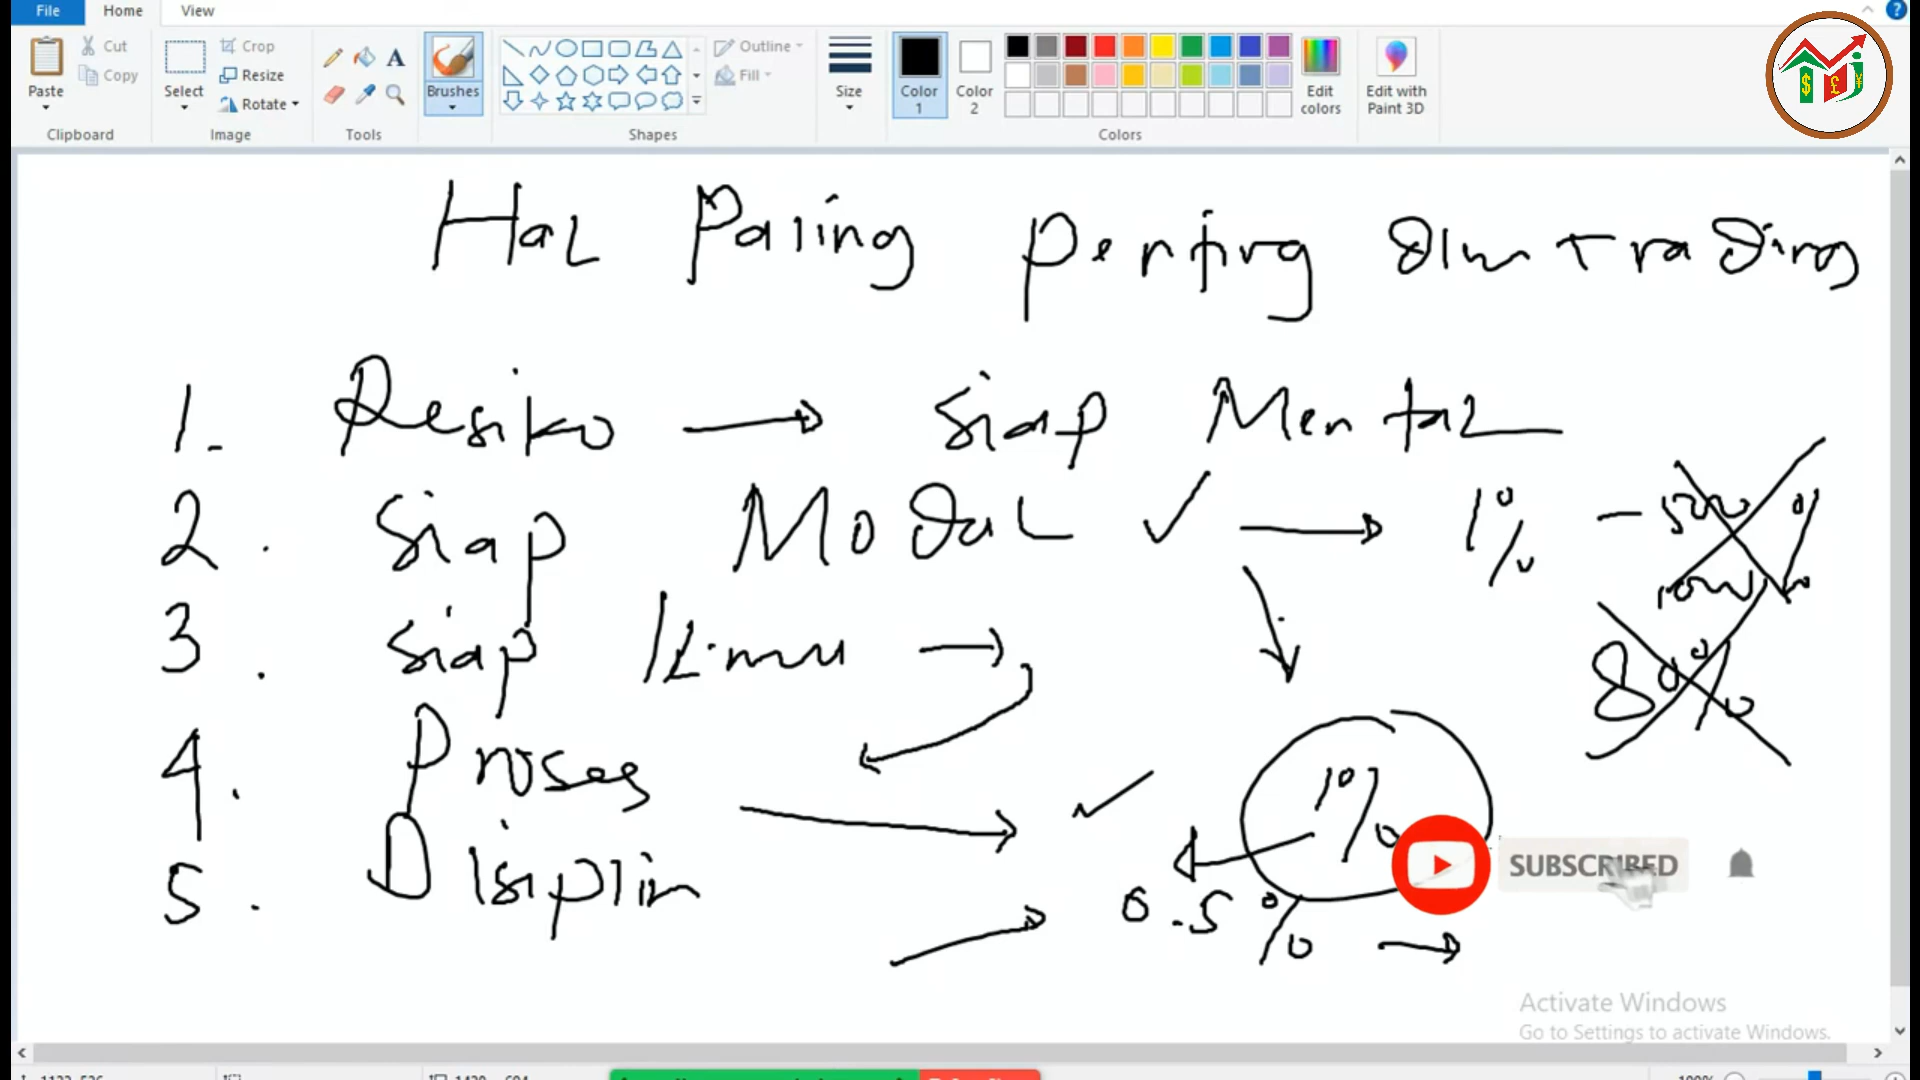 File Home View
Cut
Copy
Paste
Clipboard
Crop
Resize
Rotate
Select
Image
Tools
Brushes
Outline
Fill
Shapes
Size
Color 1
Color 2
Colors
Edit colors
Edit with Paint 3D
Hal Paling Penting dlm trading
1. Resiko → Siap Mental
2. Siap Modal ✓ → 1%
3. Siap Ilmu →
80%
4. Proses → ✓ 1%
5. Disiplin → 0.5% →
SUBSCRIBED
Activate Windows
Go to Settings to activate Windows.
100%